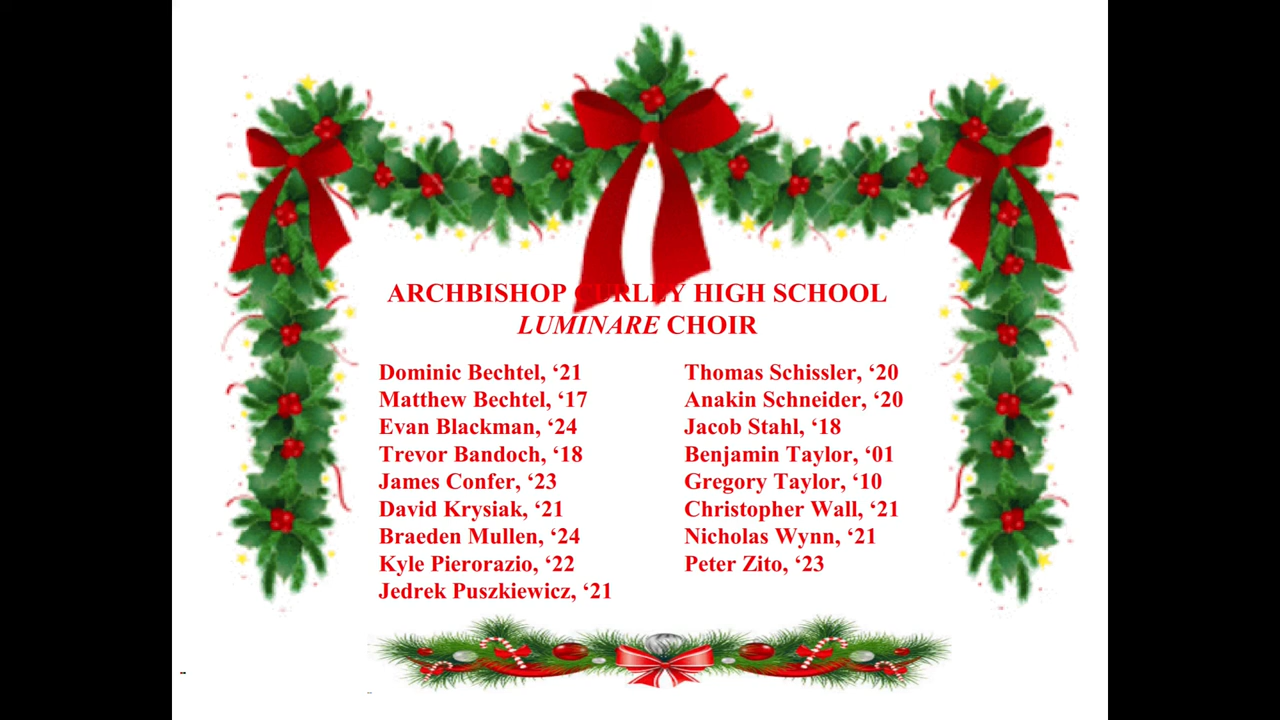 ARCHBISHOP CURLEY HIGH SCHOOL
LUMINARE CHOIR
Dominic Bechtel, ‘21
Matthew Bechtel, ‘17
Evan Blackman, ‘24
Trevor Bandoch, ‘18
James Confer, ‘23
David Krysiak, ‘21
Braeden Mullen, ‘24
Kyle Pierorazio, ‘22
Jedrek Puszkiewicz, ‘21
Thomas Schissler, ‘20
Anakin Schneider, ‘20
Jacob Stahl, ‘18
Benjamin Taylor, ‘01
Gregory Taylor, ‘10
Christopher Wall, ‘21
Nicholas Wynn, ‘21
Peter Zito, ‘23